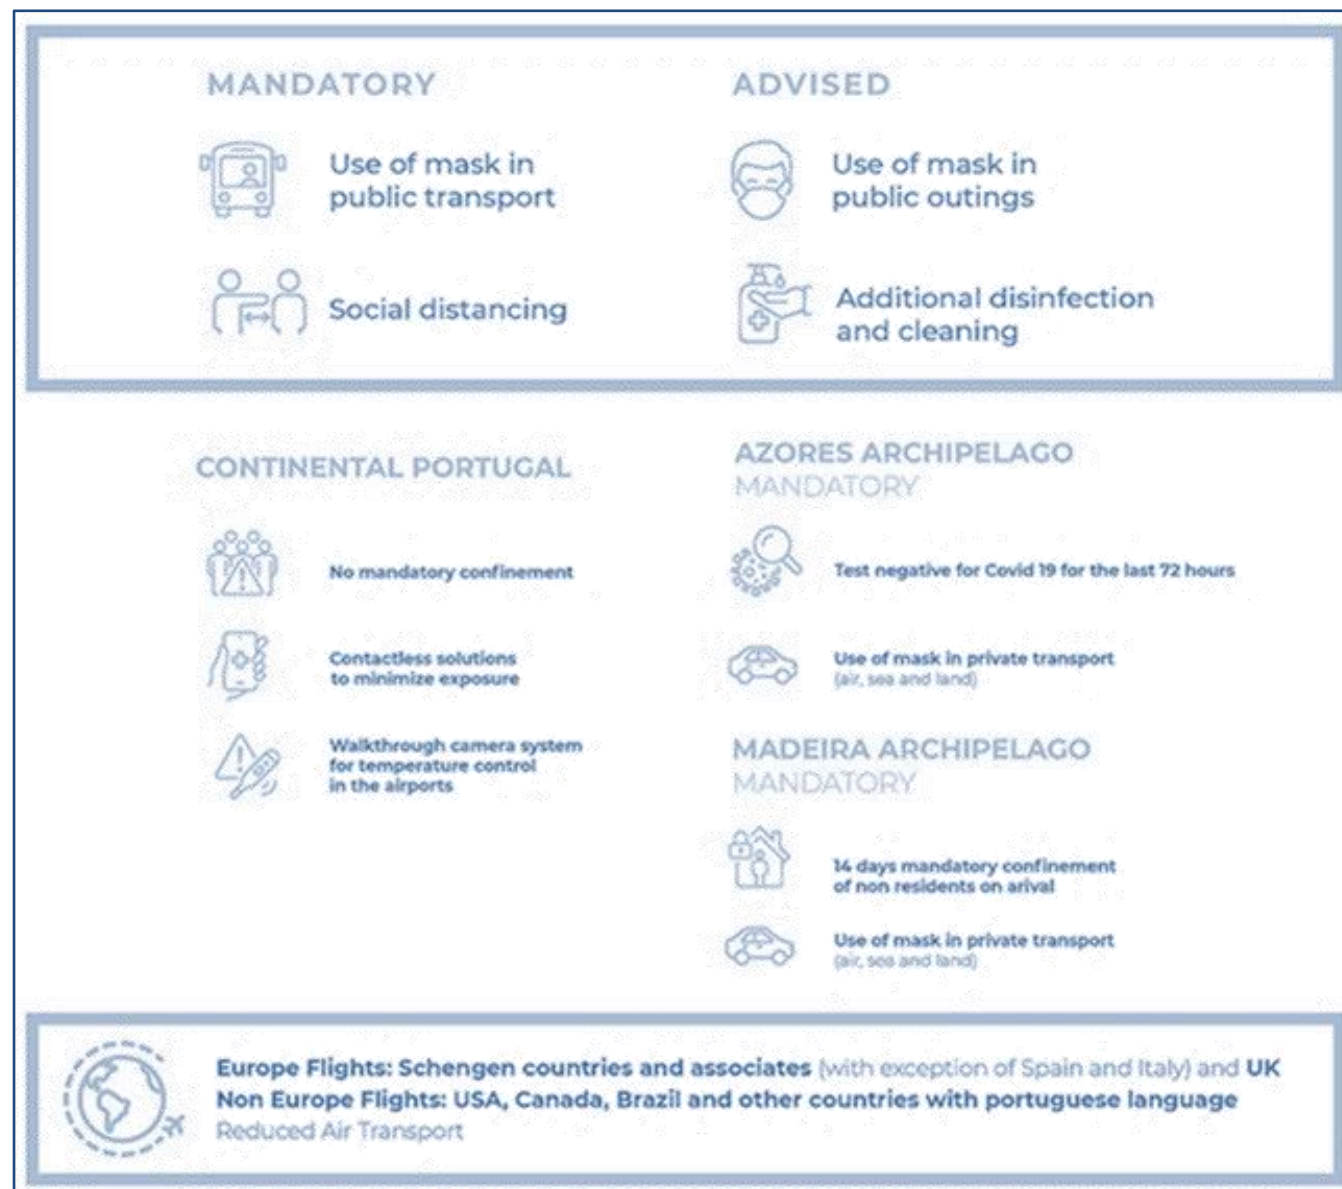 MANDATORY
Use of mask in
public transport
Social distancing
ADVISED
Use of mask in
public outings
Additional disinfection
and cleaning
CONTINENTAL PORTUGAL
No mandatory confinement
Contactless solutions
to minimize exposure
Walkthrough camera system
for temperature control
in the airports
AZORES ARCHIPELAGO
MANDATORY
Test negative for Covid 19 for the last 72 hours
Use of mask in private transport
(air, sea and land)
MADEIRA ARCHIPELAGO
MANDATORY
14 days mandatory confinement
of non residents on arival
Use of mask in private transport
(air, sea and land)
Europe Flights: Schengen countries and associates (with exception of Spain and Italy) and UK
Non Europe Flights: USA, Canada, Brazil and other countries with portuguese language
Reduced Air Transport